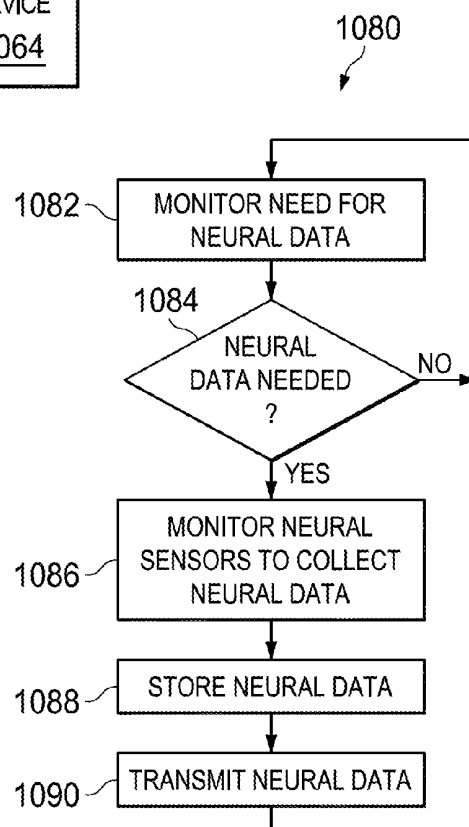 064
1080
1082
MONITOR NEED FOR
NEURAL DATA
1084
NEURAL
DATA NEEDED
?
NO
YES
1086
MONITOR NEURAL
SENSORS TO COLLECT
NEURAL DATA
1088
STORE NEURAL DATA
1090
TRANSMIT NEURAL DATA